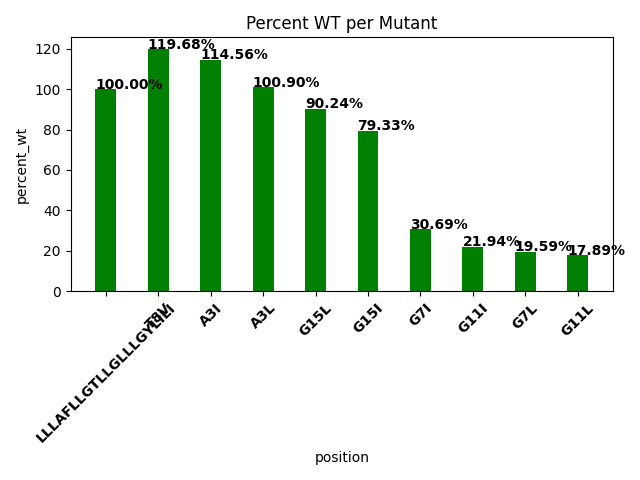 Percent WT per Mutant
119.68%
114.56%
100.00%
100.90%
90.24%
79.33%
30.69%
21.94%
19.59%
17.89%
120
100
80
60
40
20
0
percent_wt
LLLAFLLGTLLGLLLGYLILI
T8V
A3I
A3L
G15L
G15I
G7I
G11I
G7L
G11L
position